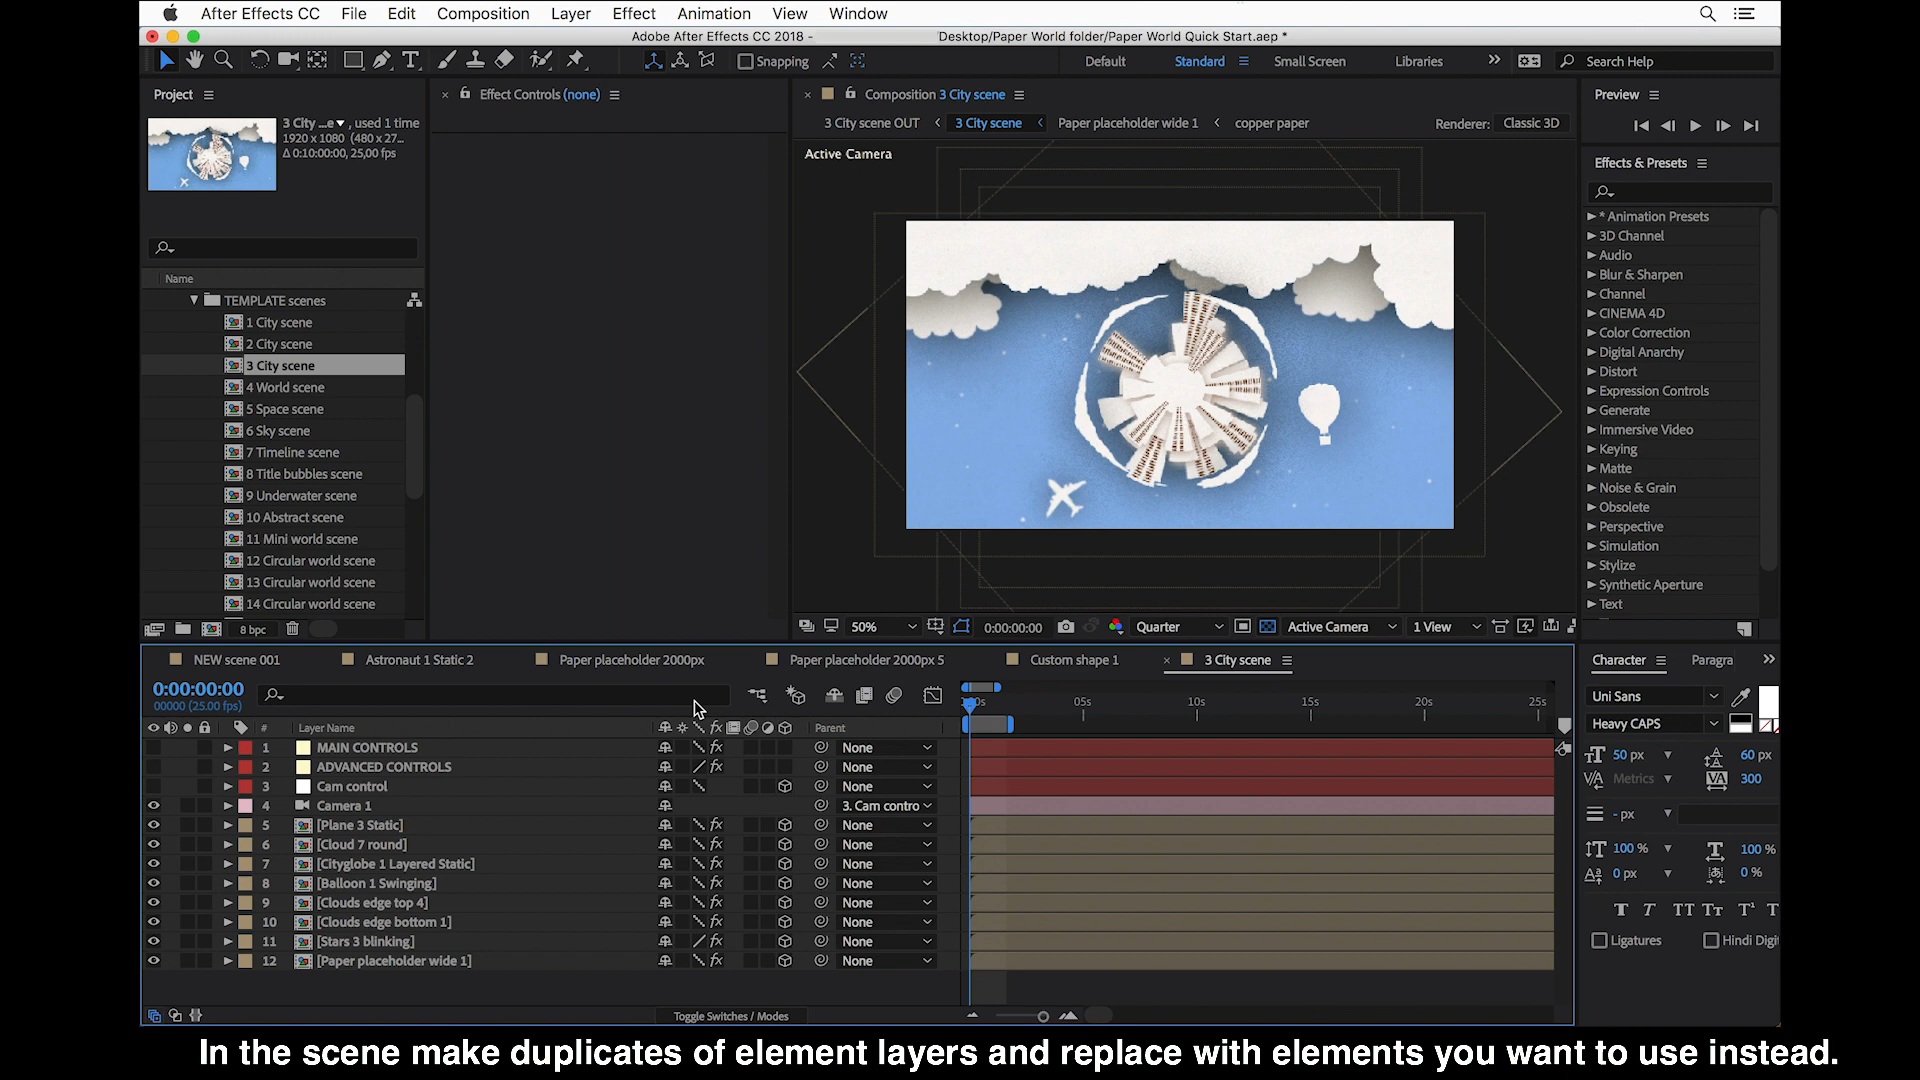 After Effects CC File Edit Composition Layer Effect Animation View Window
Adobe After Effects CC 2018 - Desktop/Paper World folder/Paper World Quick Start.aep *
Snapping Default Standard Small Screen Libraries Search Help
Project
3 City ...e, used 1 time
1920 x 1080 (480 x 27...
Δ 0:10:00:00, 25,00 fps
Name
TEMPLATE scenes
1 City scene
2 City scene
3 City scene
4 World scene
5 Space scene
6 Sky scene
7 Timeline scene
8 Title bubbles scene
9 Underwater scene
10 Abstract scene
11 Mini world scene
12 Circular world scene
13 Circular world scene
14 Circular world scene
8 bpc
Effect Controls (none)
Composition 3 City scene
3 City scene OUT 3 City scene Paper placeholder wide 1 copper paper Renderer: Classic 3D
Active Camera
50% 0:00:00:00 Quarter Active Camera 1 View
Preview
Effects & Presets
* Animation Presets
3D Channel
Audio
Blur & Sharpen
Channel
CINEMA 4D
Color Correction
Digital Anarchy
Distort
Expression Controls
Generate
Immersive Video
Keying
Matte
Noise & Grain
Obsolete
Perspective
Simulation
Stylize
Synthetic Aperture
Text
NEW scene 001 Astronaut 1 Static 2 Paper placeholder 2000px Paper placeholder 2000px 5 Custom shape 1 3 City scene
0:00:00:00
00000 (25.00 fps)
05s 10s 15s 20s 25s
# Layer Name Parent
1 MAIN CONTROLS None
2 ADVANCED CONTROLS None
3 Cam control None
4 Camera 1 3. Cam contro
5 [Plane 3 Static] None
6 [Cloud 7 round] None
7 [Cityglobe 1 Layered Static] None
8 [Balloon 1 Swinging] None
9 [Clouds edge top 4] None
10 [Clouds edge bottom 1] None
11 [Stars 3 blinking] None
12 [Paper placeholder wide 1] None
Toggle Switches / Modes
Character Paragra
Uni Sans
Heavy CAPS
50 px 60 px
Metrics 300
- px
100 % 100 %
0 px 0 %
Ligatures Hindi Digi
In the scene make duplicates of element layers and replace with elements you want to use instead.